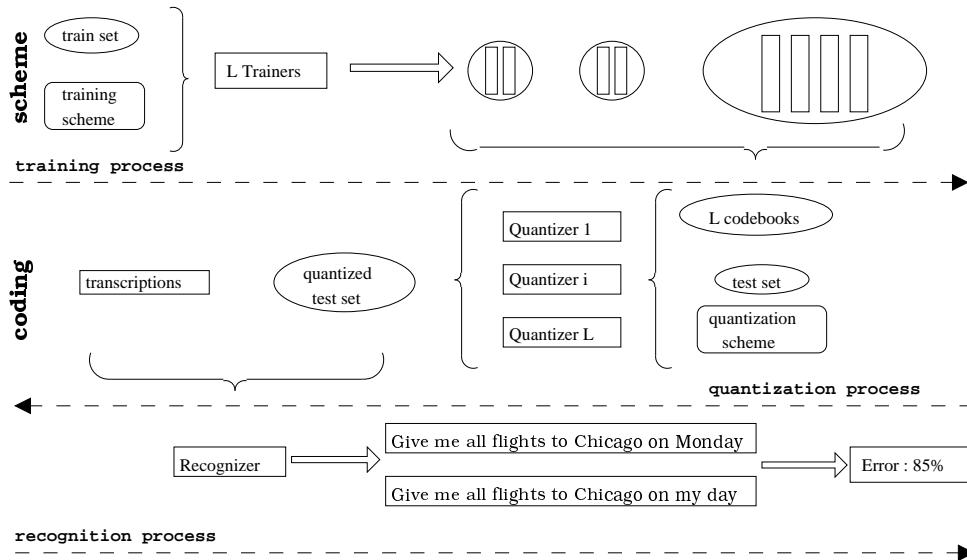 scheme
train set
training
scheme
L Trainers
training process
coding
transcriptions
quantized
test set
Quantizer 1
Quantizer i
Quantizer L
L codebooks
test set
quantization
scheme
quantization process
Recognizer
Give me all flights to Chicago on Monday
Give me all flights to Chicago on my day
Error : 85%
recognition process